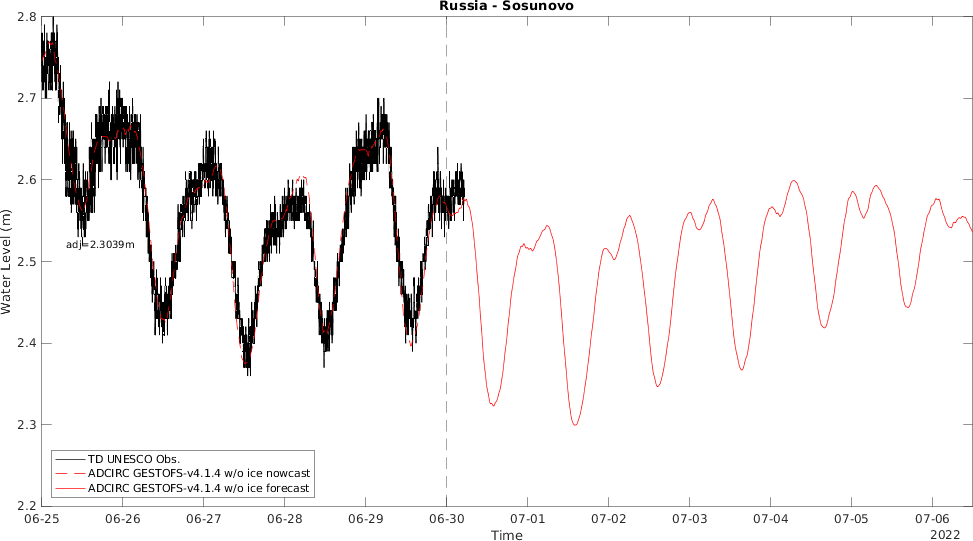 Russia - Sosunovo
2.8
2.7
2.6
2.5
2.4
2.3
2.2
Water Level (m)
adj=2.3039m
TD UNESCO Obs.
ADCIRC GESTOFS-v4.1.4 w/o ice nowcast
ADCIRC GESTOFS-v4.1.4 w/o ice forecast
06-25 06-26 06-27 06-28 06-29 06-30 07-01 07-02 07-03 07-04 07-05 07-06
Time
2022